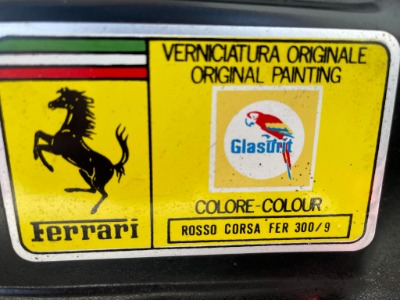 VERNICIATURA ORIGINALE
ORIGINAL PAINTING
Glasurit
Ferrari
COLORE-COLOUR
ROSSO CORSA FER 300/9